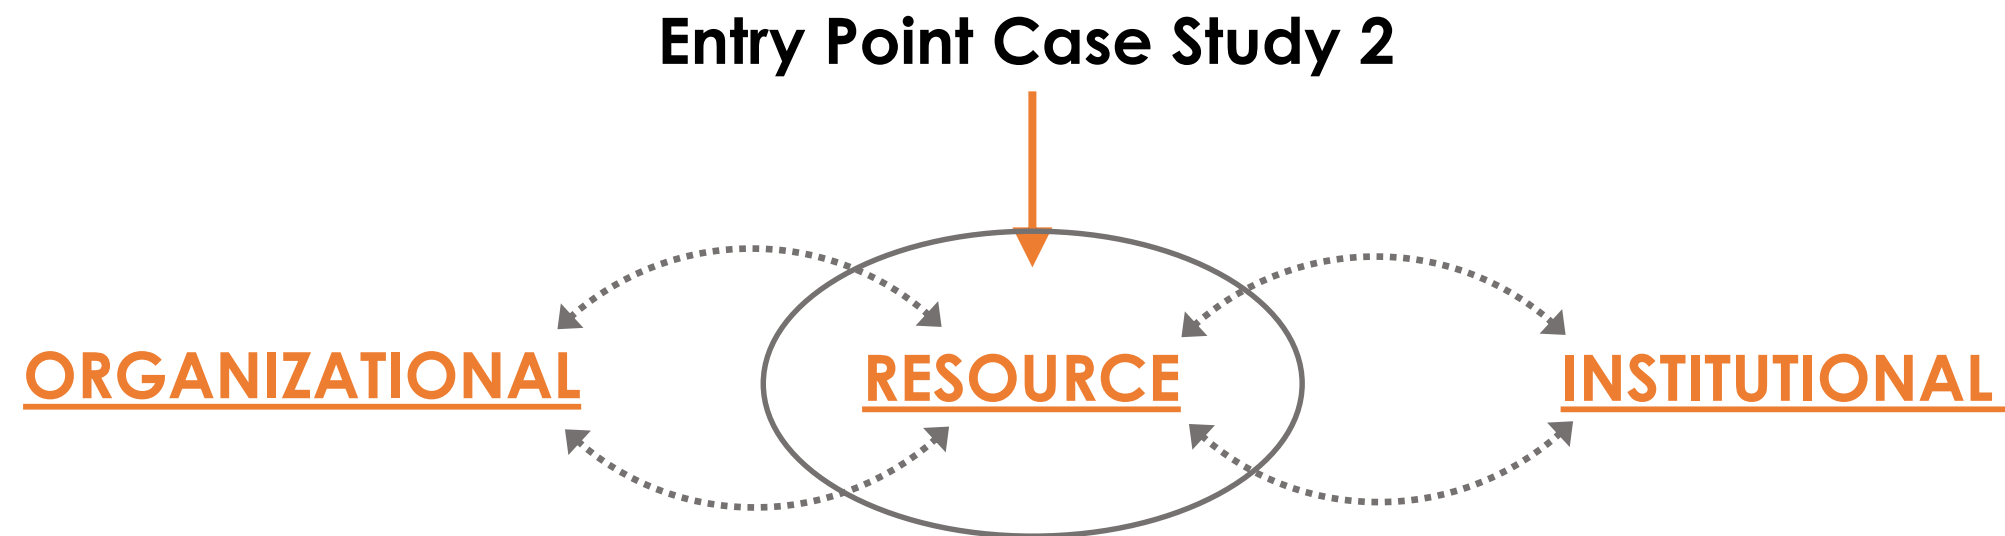 Entry Point Case Study 2
ORGANIZATIONAL RESOURCE INSTITUTIONAL